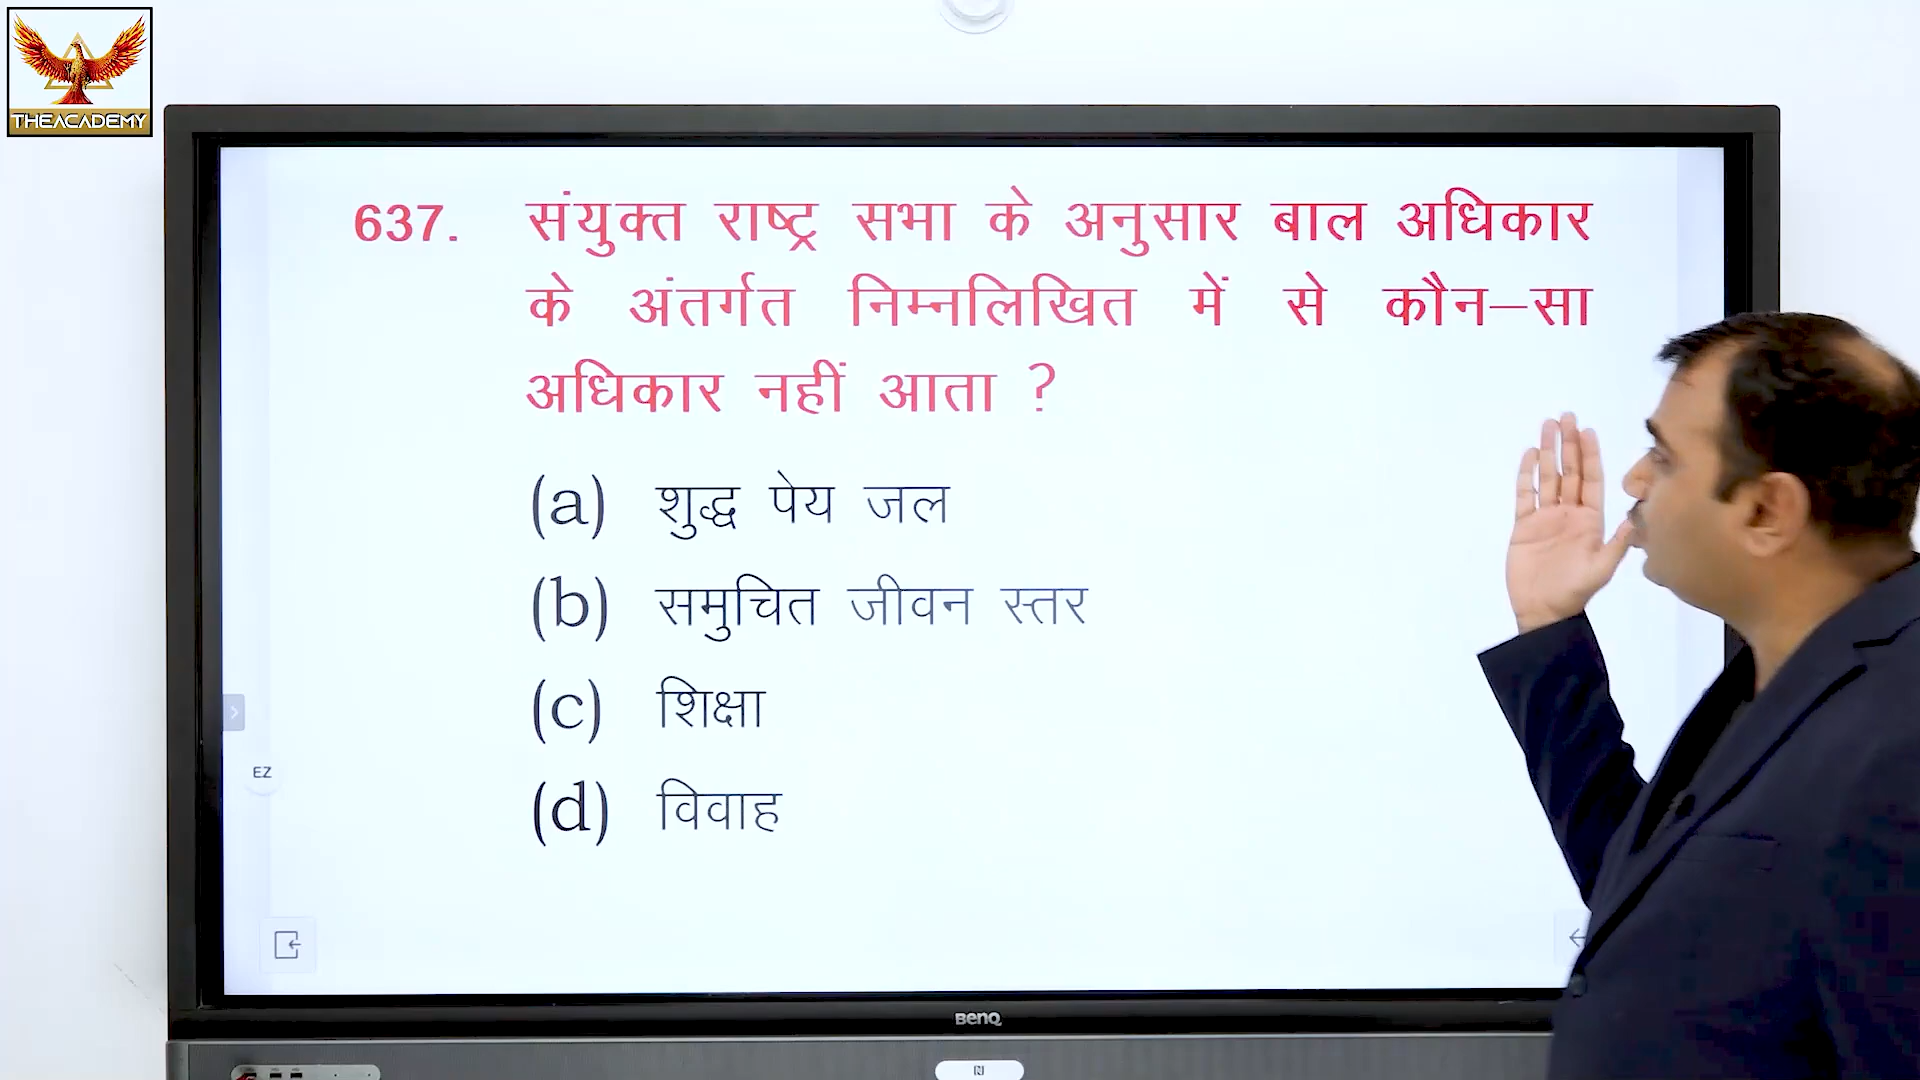 THEACADEMY
637. संयुक्त राष्ट्र सभा के अनुसार बाल अधिकार
के अंतर्गत निम्नलिखित में से कौन–सा
अधिकार नहीं आता ?
(a) शुद्ध पेय जल
(b) समुचित जीवन स्तर
(c) शिक्षा
(d) विवाह
EZ
BenQ